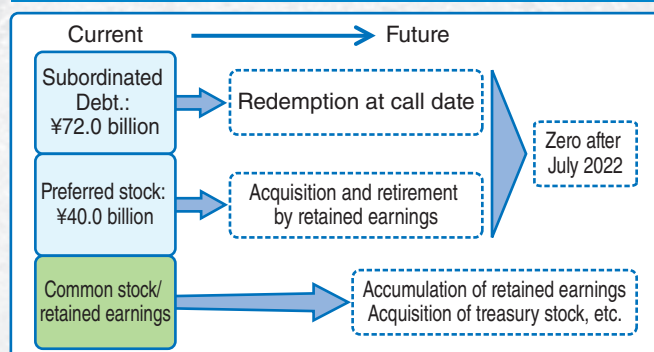 Current
Future
Subordinated
Debt.:
¥72.0 billion
Redemption at call date
Zero after
July 2022
Preferred stock:
¥40.0 billion
Acquisition and retirement
by retained earnings
Common stock/
retained earnings
Accumulation of retained earnings
Acquisition of treasury stock, etc.